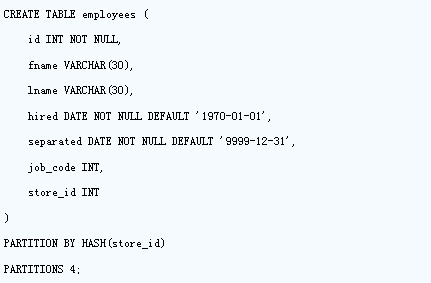 CREATE TABLE employees (
    id INT NOT NULL,
    fname VARCHAR(30),
    lname VARCHAR(30),
    hired DATE NOT NULL DEFAULT '1970-01-01',
    separated DATE NOT NULL DEFAULT '9999-12-31',
    job_code INT,
    store_id INT
)
PARTITION BY HASH(store_id)
PARTITIONS 4;